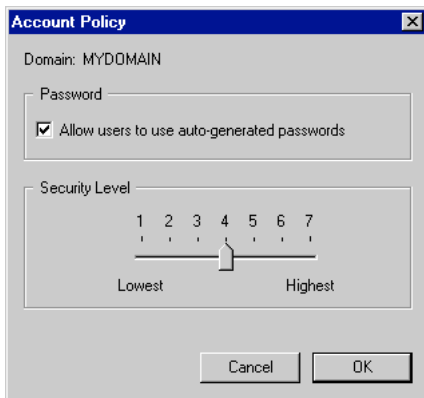 Account Policy
Domain: MYDOMAIN
Password
Allow users to use auto-generated passwords
Security Level
1 2 3 4 5 6 7
Lowest Highest
Cancel OK